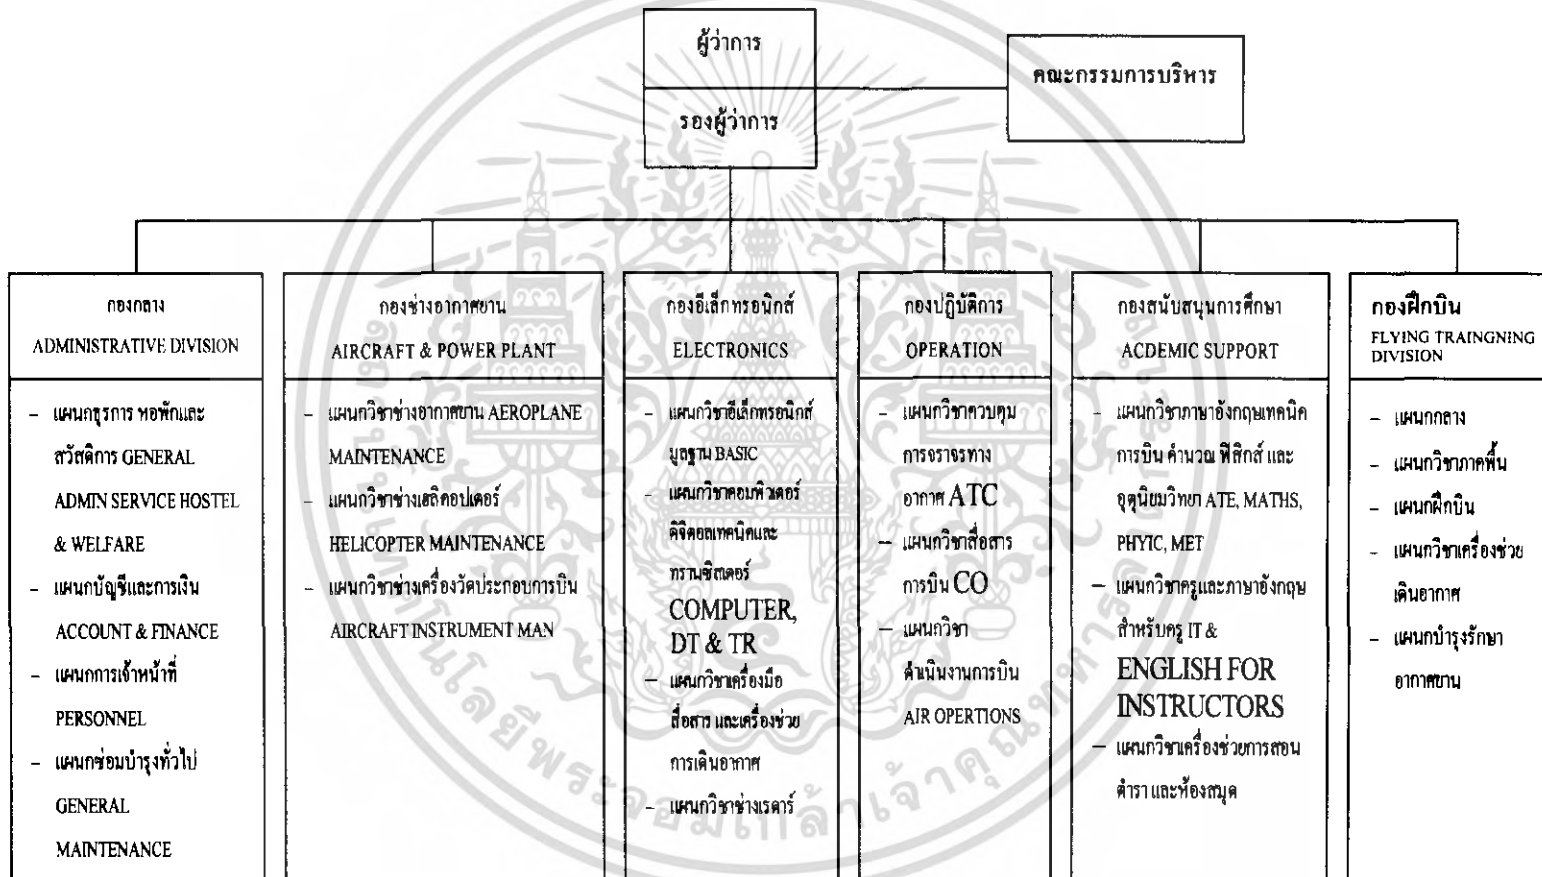 ผู้ว่าการ
รองผู้ว่าการ
คณะกรรมการบริหาร
กองกลาง
ADMINISTRATIVE DIVISION
– แผนกธุรการ หอพักและ
สวัสดิการ GENERAL
ADMIN SERVICE HOSTEL
& WELFARE
– แผนกบัญชีและการเงิน
ACCOUNT & FINANCE
– แผนกการเจ้าหน้าที่
PERSONNEL
– แผนกซ่อมบำรุงทั่วไป
GENERAL
MAINTENANCE
กองช่างอากาศยาน
AIRCRAFT & POWER PLANT
– แผนกวิชาช่างอากาศยาน AEROPLANE
MAINTENANCE
– แผนกวิชาช่างเฮลิคอปเตอร์
HELICOPTER MAINTENANCE
– แผนกวิชาช่างเครื่องวัดประกอบการบิน
AIRCRAFT INSTRUMENT MAN
กองอีเล็กทรอนิกส์
ELECTRONICS
– แผนกวิชาอีเล็กทรอนิกส์
มูลฐาน BASIC
– แผนกวิชาคอมพิวเตอร์
ดิจิตอลเทคนิคและ
ทรานซิสเตอร์
COMPUTER,
DT & TR
– แผนกวิชาเครื่องมือ
สื่อสาร และเครื่องช่วย
การเดินอากาศ
– แผนกวิชาช่างเรดาร์
กองปฏิบัติการ
OPERATION
– แผนกวิชาควบคุม
การจราจรทาง
อากาศ ATC
– แผนกวิชาสื่อสาร
การบิน CO
– แผนกวิชา
ดำเนินงานการบิน
AIR OPERTIONS
กองสนับสนุนการศึกษา
ACDEMIC SUPPORT
– แผนกวิชาภาษาอังกฤษเทคนิค
การบิน คำนวณ ฟิสิกส์ และ
อุตุนิยมวิทยา ATE, MATHS,
PHYIC, MET
– แผนกวิชาครูและภาษาอังกฤษ
สำหรับครู IT &
ENGLISH FOR
INSTRUCTORS
– แผนกวิชาเครื่องช่วยการสอน
ตำรา และห้องสมุด
กองฝึกบิน
FLYING TRAINGNING
DIVISION
– แผนกกลาง
– แผนกวิชาภาคพื้น
– แผนกฝึกบิน
– แผนกวิชาเครื่องช่วย
เดินอากาศ
– แผนกบำรุงรักษา
อากาศยาน